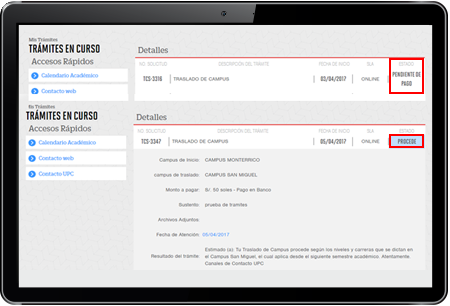 Mis Trámites
TRÁMITES EN CURSO
Accesos Rápidos
Calendario Académico
Contacto web
Detalles
NO. SOLICITUD DESCRIPCIÓN DEL TRÁMITE FECHA DE INICIO SLA ESTADO
TCS-3316 TRASLADO DE CAMPUS 03/04/2017 ONLINE PENDIENTE DE PAGO
En Trámites
TRÁMITES EN CURSO
Accesos Rápidos
Calendario Académico
Contacto web
Contacto UPC
Detalles
NO. SOLICITUD DESCRIPCIÓN DEL TRÁMITE FECHA DE INICIO SLA ESTADO
TCS-3347 TRASLADO DE CAMPUS 05/04/2017 ONLINE PROCEDE
Campus de Inicio: CAMPUS MONTERRICO
campus de traslado: CAMPUS SAN MIGUEL
Monto a pagar: S/. 50 soles - Pago en Banco
Sustento: prueba de tramites
Archivos Adjuntos:
Fecha de Atención: 05/04/2017
Resultado del trámite: Estimado (a): Tu Traslado de Campus procede según los niveles y carreras que se dictan en
el Campus San Miguel, el cual aplica desde el siguiente semestre académico. Atentamente.
Canales de Contacto UPC